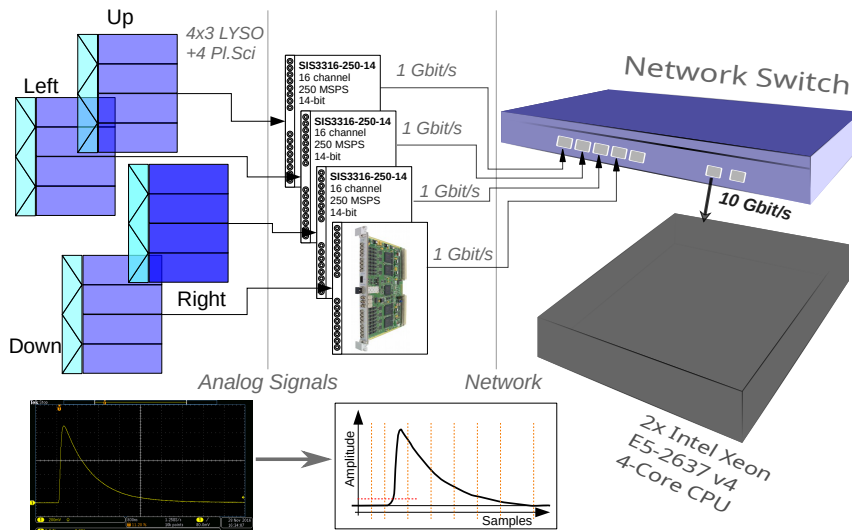 Up
4x3 LYSO
+4 Pl.Sci
Left
Right
Down
SIS3316-250-14
16 channel
250 MSPS
14-bit
SIS3316-250-14
16 channel
250 MSPS
14-bit
SIS3316-250-14
16 channel
250 MSPS
14-bit
1 Gbit/s
1 Gbit/s
1 Gbit/s
1 Gbit/s
Network Switch
10 Gbit/s
2x Intel Xeon
E5-2637 v4
4-Core CPU
Analog Signals
Network
Amplitude
Samples